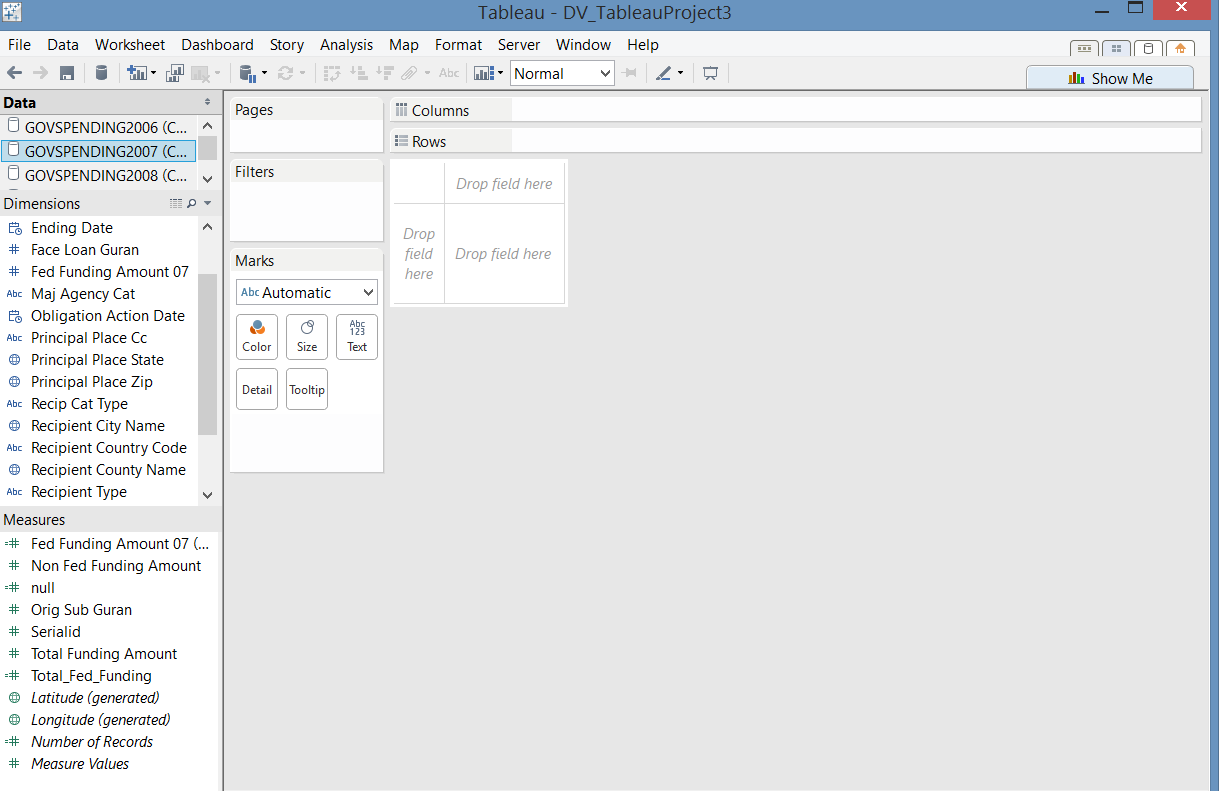 Tableau - DV_TableauProject3
File Data Worksheet Dashboard Story Analysis Map Format Server Window Help
Abc Normal
Show Me
Data
GOVSPENDING2006 (C...
GOVSPENDING2007 (C...
GOVSPENDING2008 (C...
Dimensions
Ending Date
# Face Loan Guran
# Fed Funding Amount 07
Abc Maj Agency Cat
Obligation Action Date
Abc Principal Place Cc
Principal Place State
Principal Place Zip
Abc Recip Cat Type
Recipient City Name
Abc Recipient Country Code
Recipient County Name
Abc Recipient Type
Measures
=# Fed Funding Amount 07 (...
# Non Fed Funding Amount
=# null
# Orig Sub Guran
# Serialid
# Total Funding Amount
=# Total_Fed_Funding
Latitude (generated)
Longitude (generated)
=# Number of Records
# Measure Values
Pages
Filters
Marks
Abc Automatic
Color Size Abc 123 Text
Detail Tooltip
Columns
Rows
Drop field here
Drop
field
here
Drop field here